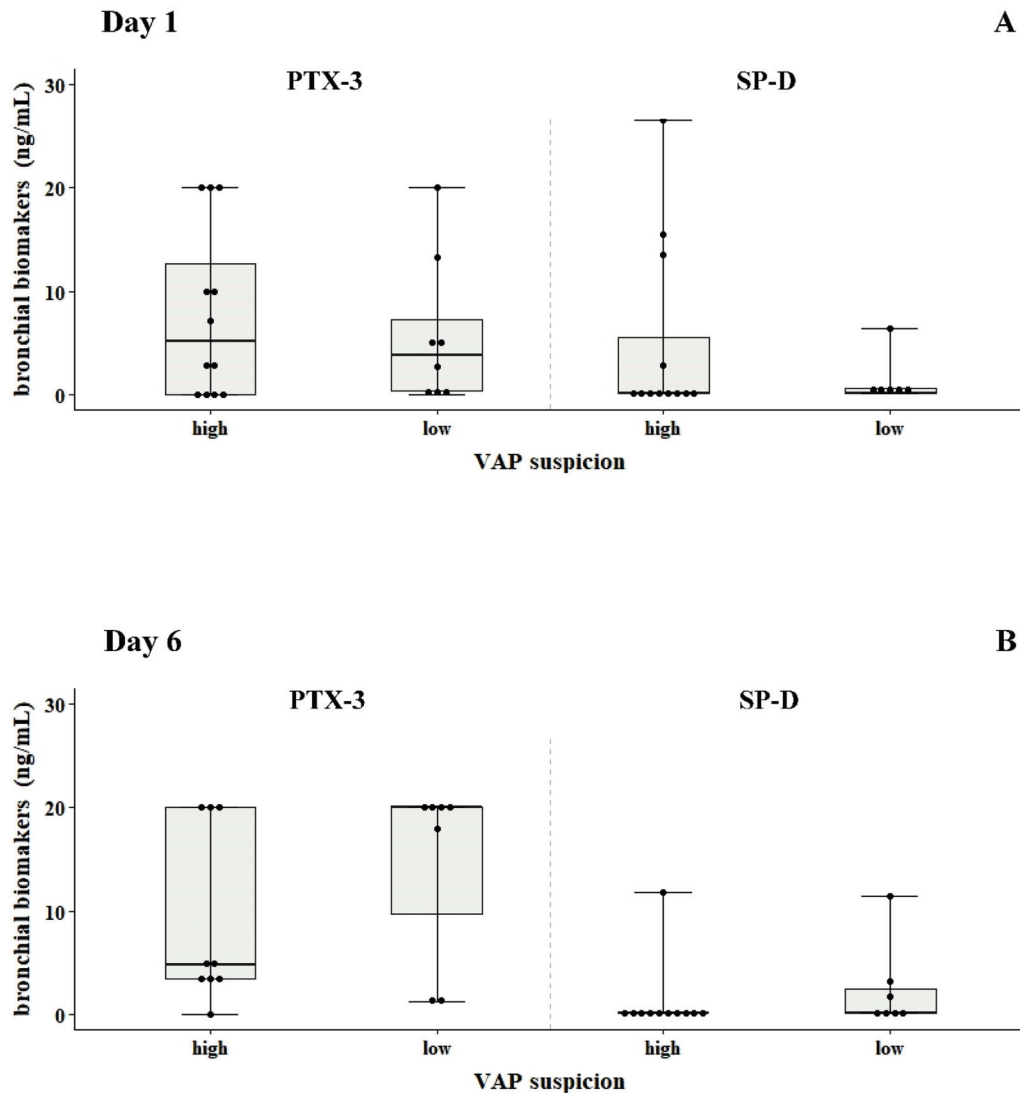 Day 1 A
PTX-3 SP-D
bronchial biomakers (ng/mL)
30
20
10
0
high low high low
VAP suspicion
Day 6 B
PTX-3 SP-D
bronchial biomakers (ng/mL)
30
20
10
0
high low high low
VAP suspicion